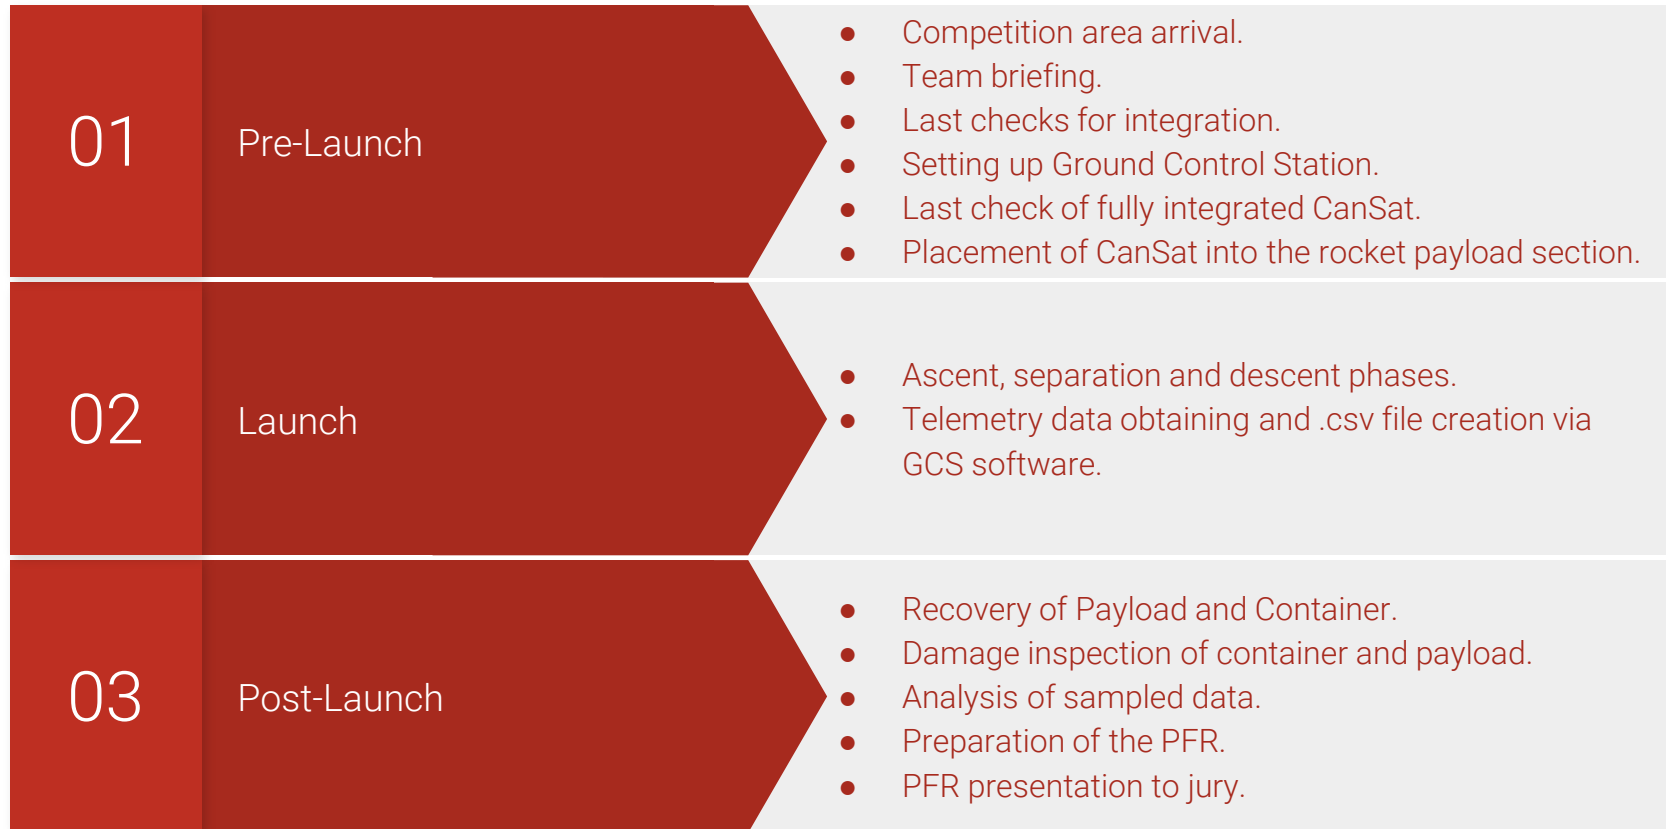 01
Pre-Launch
● Competition area arrival.
● Team briefing.
● Last checks for integration.
● Setting up Ground Control Station.
● Last check of fully integrated CanSat.
● Placement of CanSat into the rocket payload section.
02
Launch
● Ascent, separation and descent phases.
● Telemetry data obtaining and .csv file creation via
GCS software.
03
Post-Launch
● Recovery of Payload and Container.
● Damage inspection of container and payload.
● Analysis of sampled data.
● Preparation of the PFR.
● PFR presentation to jury.